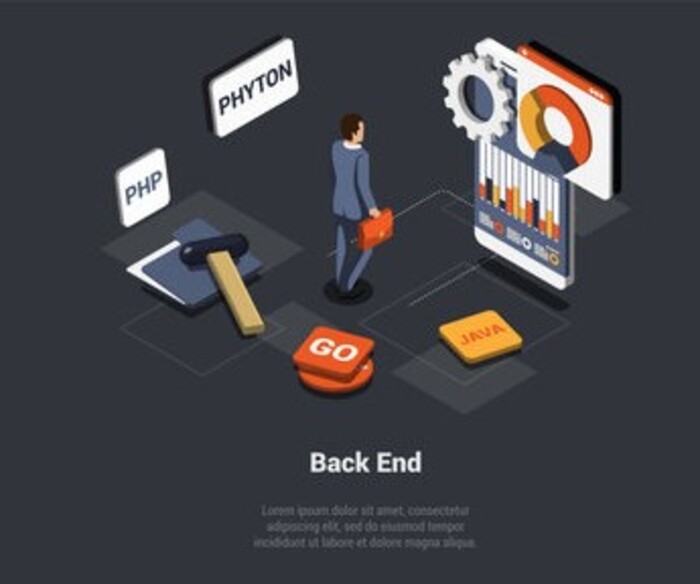 PHYTON
PHP
GO
JAVA
Back End
Lorem ipsum dolor sit amet, consectetur
adipiscing elit, sed do eiusmod tempor
incididunt ut labore et dolore magna aliqua.